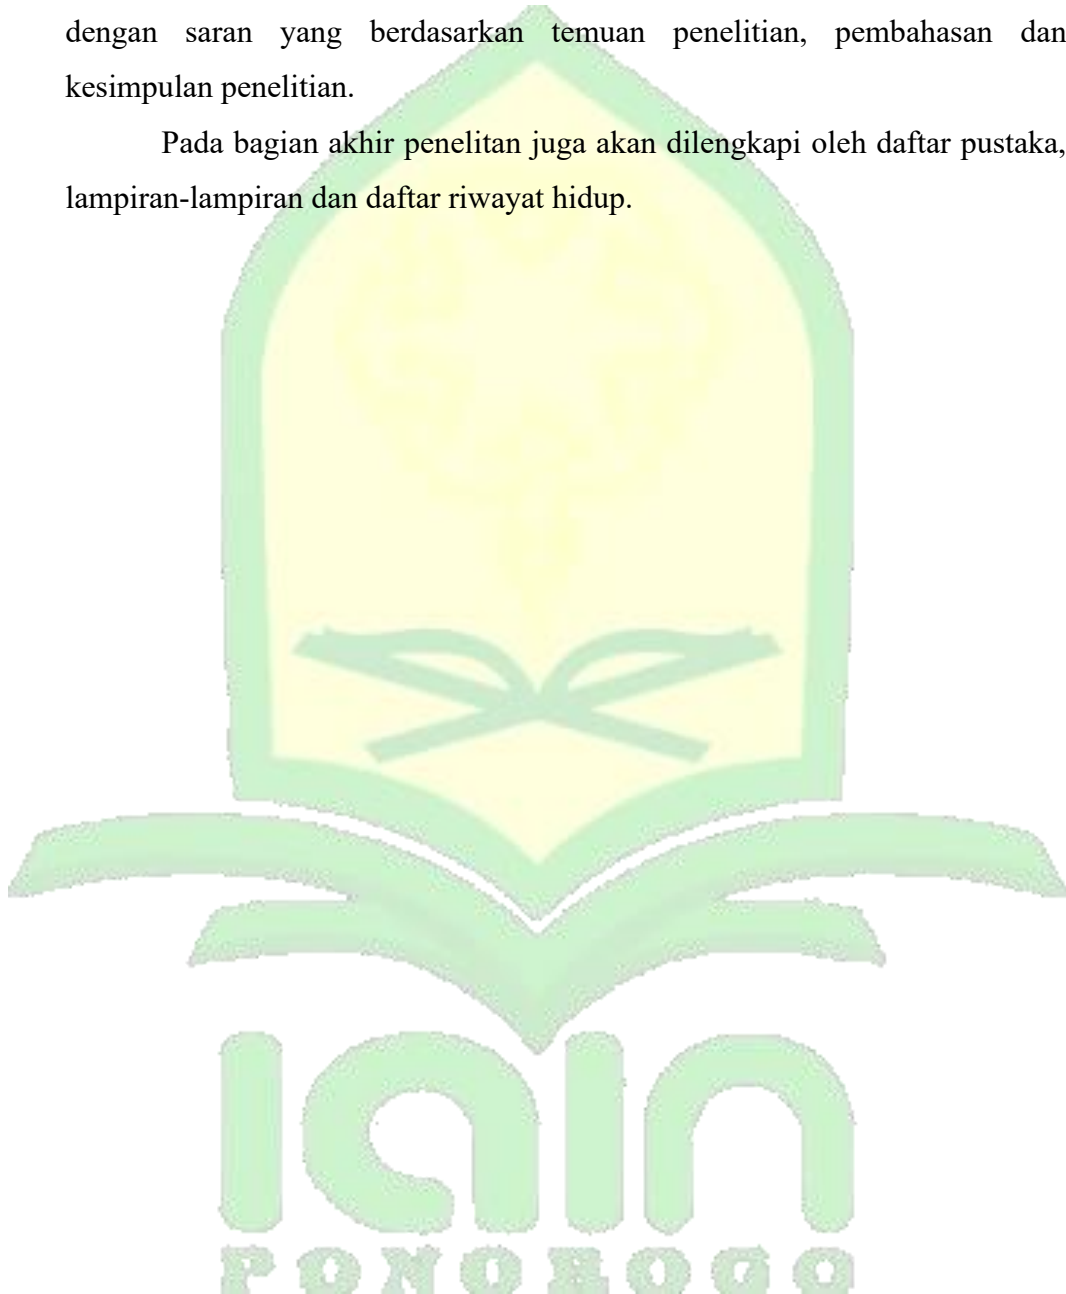 dengan saran yang berdasarkan temuan penelitian, pembahasan dan
kesimpulan penelitian.
Pada bagian akhir penelitan juga akan dilengkapi oleh daftar pustaka,
lampiran-lampiran dan daftar riwayat hidup.
iain
PONOROGO